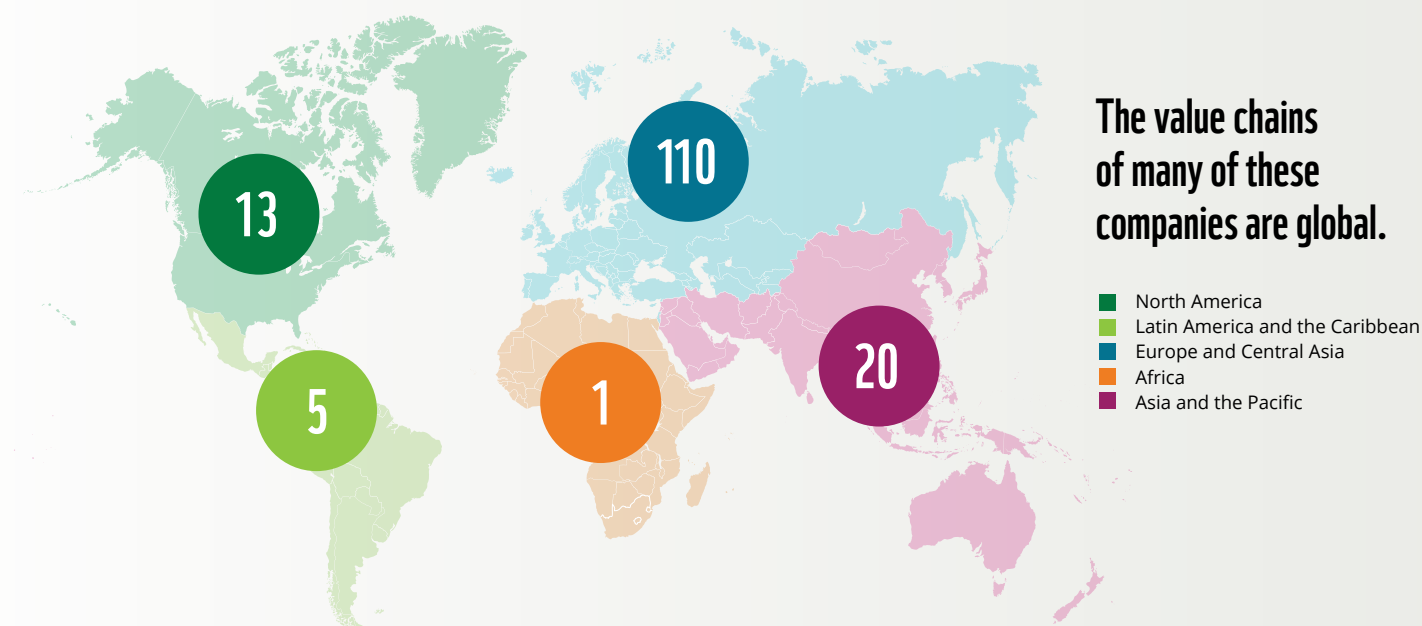 13
110
5
1
20
The value chains
of many of these
companies are global.
North America
Latin America and the Caribbean
Europe and Central Asia
Africa
Asia and the Pacific